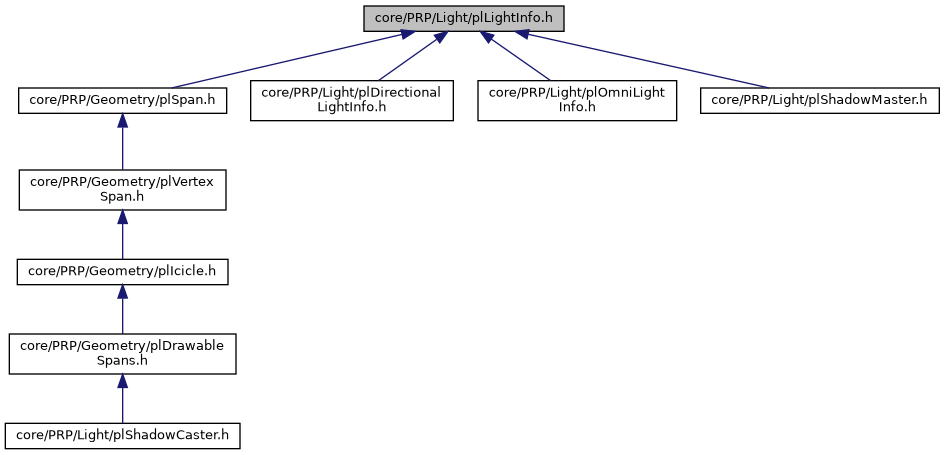 core/PRP/Light/plLightInfo.h
core/PRP/Geometry/plSpan.h
core/PRP/Light/plDirectional
LightInfo.h
core/PRP/Light/plOmniLight
Info.h
core/PRP/Light/plShadowMaster.h
core/PRP/Geometry/plVertex
Span.h
core/PRP/Geometry/plIcicle.h
core/PRP/Geometry/plDrawable
Spans.h
core/PRP/Light/plShadowCaster.h